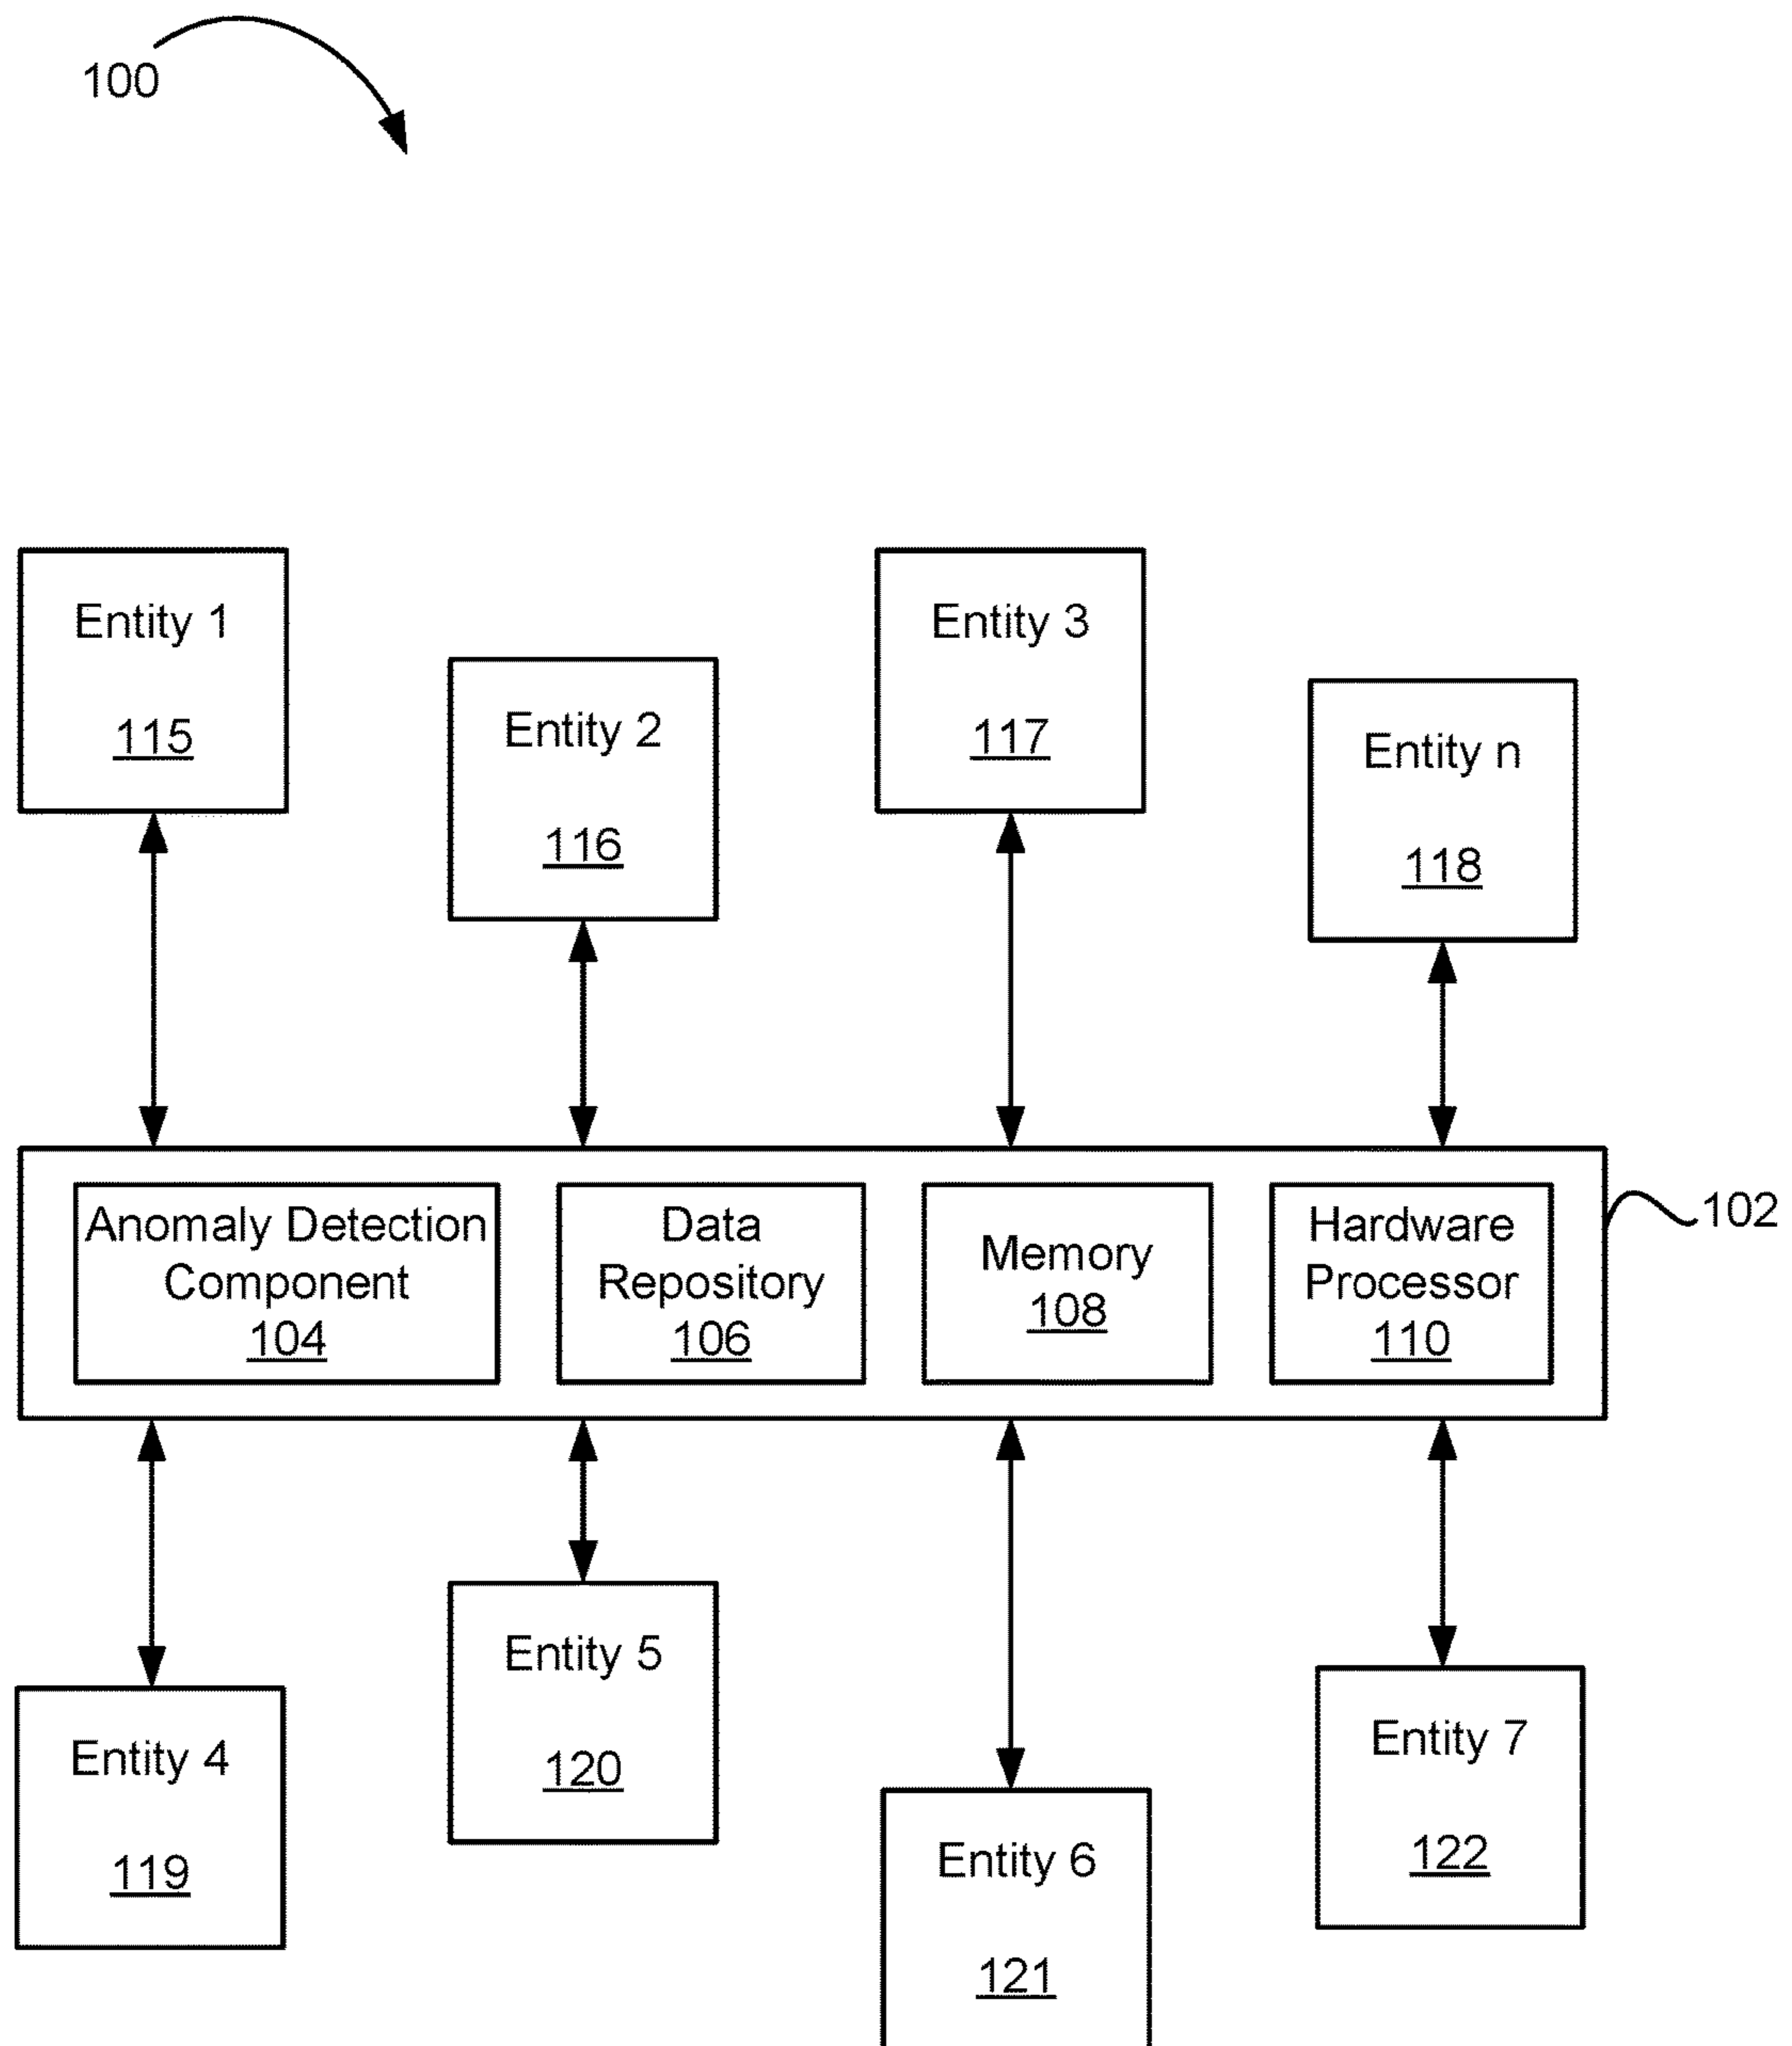 100
Entity 1
115
Entity 2
116
Entity 3
117
Entity n
118
Anomaly Detection
Component
104
Data
Repository
106
Memory
108
Hardware
Processor
110
102
Entity 4
119
Entity 5
120
Entity 6
121
Entity 7
122